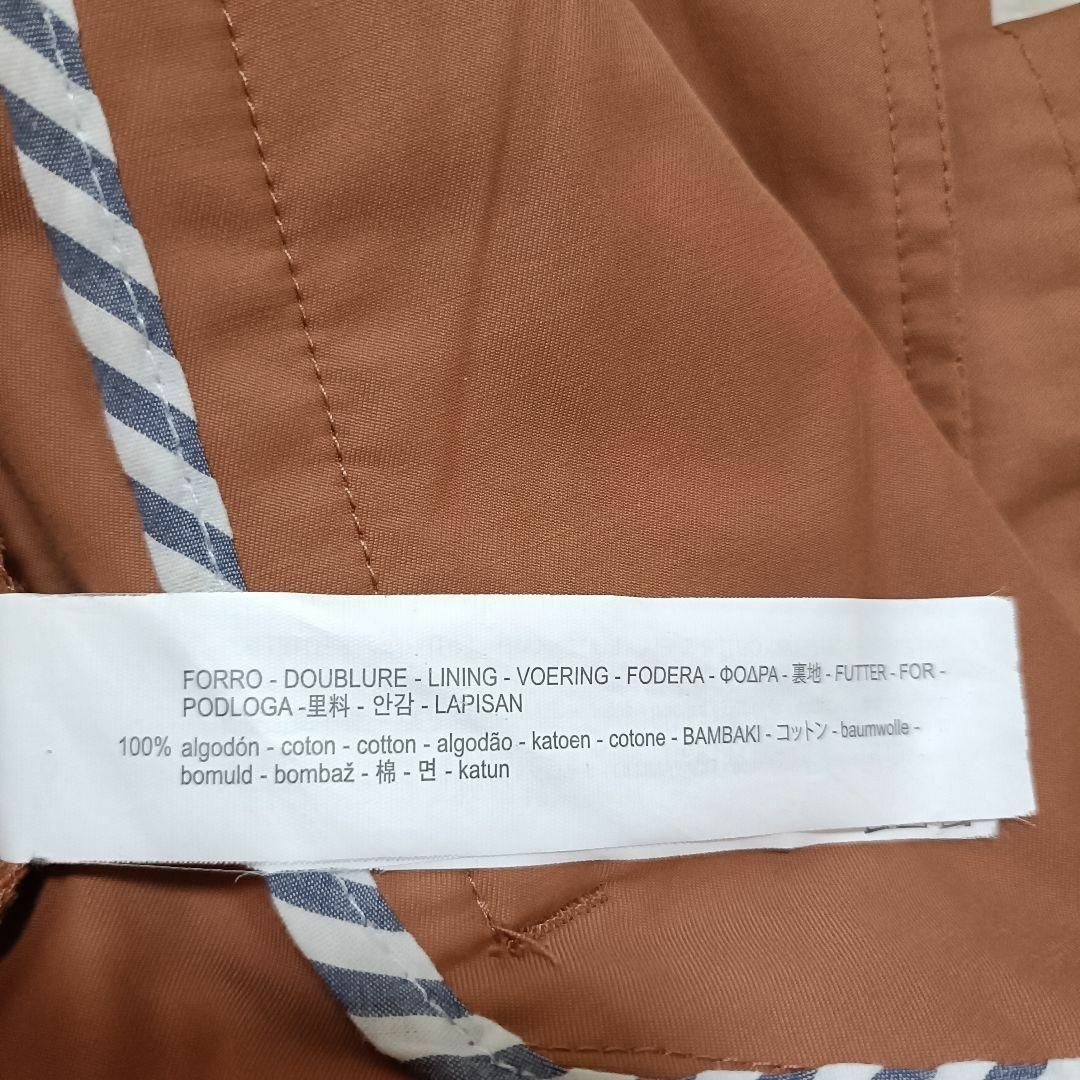 FORRO - DOUBLURE - LINING - VOERING - FODERA - ΦΟΔΡΑ - 裏地 - FUTTER - FOR -
PODLOGA -里料 - 안감 - LAPISAN
100% algodón - coton - cotton - algodão - katoen - cotone - BAMBAKI - コットン - baumwolle -
bomuld - bombaž - 棉 - 면 - katun